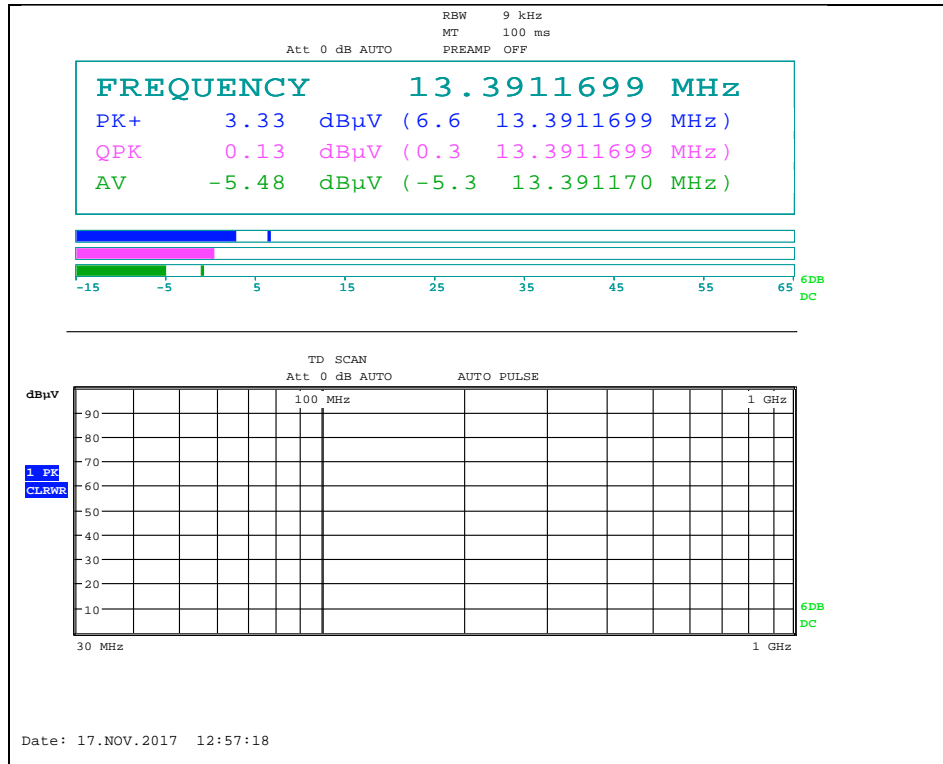 RBW 9 kHz
MT 100 ms
Att 0 dB AUTO PREAMP OFF
FREQUENCY 13.3911699 MHz
PK+ 3.33 dBµV (6.6 13.3911699 MHz)
QPK 0.13 dBµV (0.3 13.3911699 MHz)
AV -5.48 dBµV (-5.3 13.391170 MHz)
-15 -5 5 15 25 35 45 55 65
6DB
DC
TD SCAN
Att 0 dB AUTO AUTO PULSE
dBµV
100 MHz 1 GHz
90
80
70
1 PK
60
CLRWR
50
40
30
20
10
6DB
DC
30 MHz 1 GHz
Date: 17.NOV.2017 12:57:18